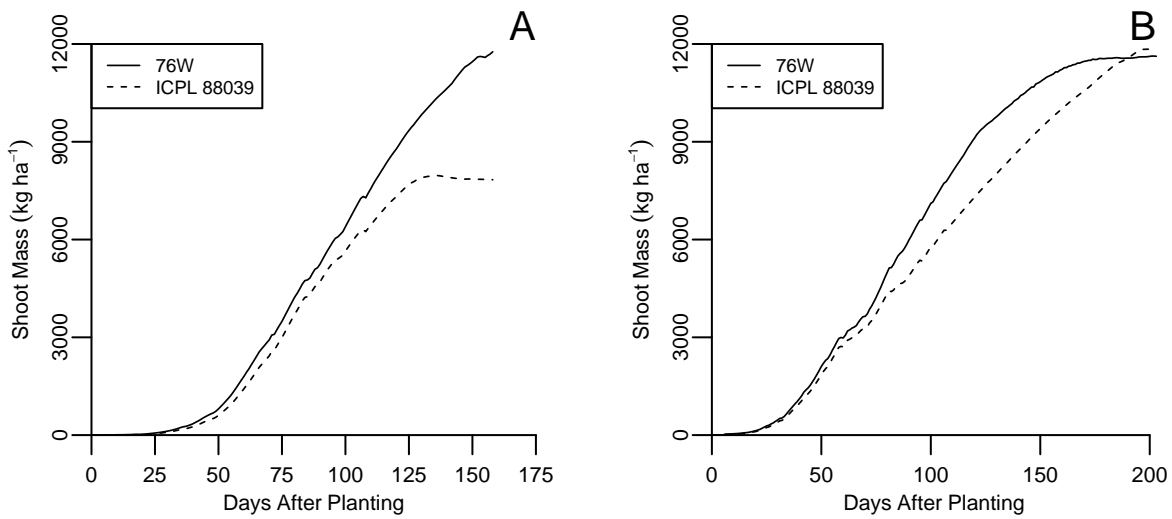 A
12000
9000
6000
3000
0
Shoot Mass (kg ha⁻¹)
76W
ICPL 88039
0 25 50 75 100 125 150 175
Days After Planting
B
12000
9000
6000
3000
0
Shoot Mass (kg ha⁻¹)
76W
ICPL 88039
0 50 100 150 200
Days After Planting